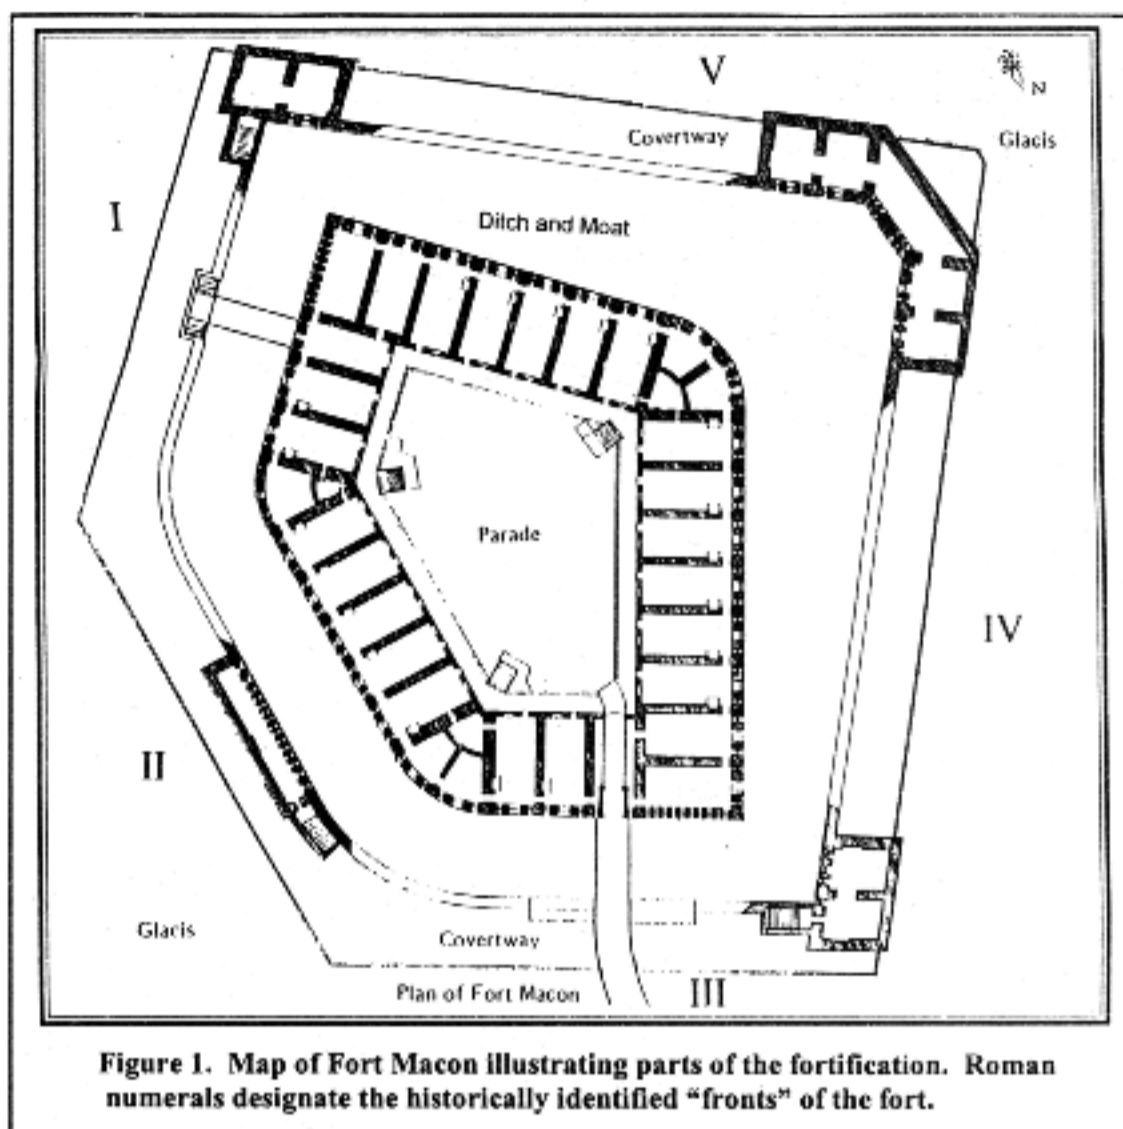 V
N
Covertway
Glacis
I
Ditch and Moat
Parade
IV
II
Glacis
Covertway
Plan of Fort Macon
III
Figure 1. Map of Fort Macon illustrating parts of the fortification. Roman
numerals designate the historically identified “fronts” of the fort.